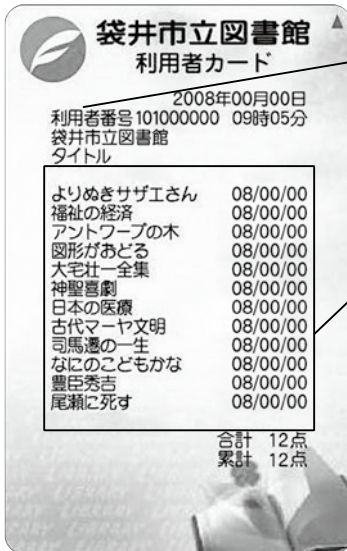 袋井市立図書館
利用者カード
2008年00月00日
利用者番号101000000 09時05分
袋井市立図書館
タイトル
よりぬきサザエさん 08/00/00
福祉の経済 08/00/00
アントワープの木 08/00/00
図形がおどる 08/00/00
大宅壮一全集 08/00/00
神聖喜劇 08/00/00
日本の医療 08/00/00
古代マーヤ文明 08/00/00
司馬遷の一生 08/00/00
なにのこどもかな 08/00/00
豊臣秀吉 08/00/00
尾瀬に死す 08/00/00
合計 12点
累計 12点